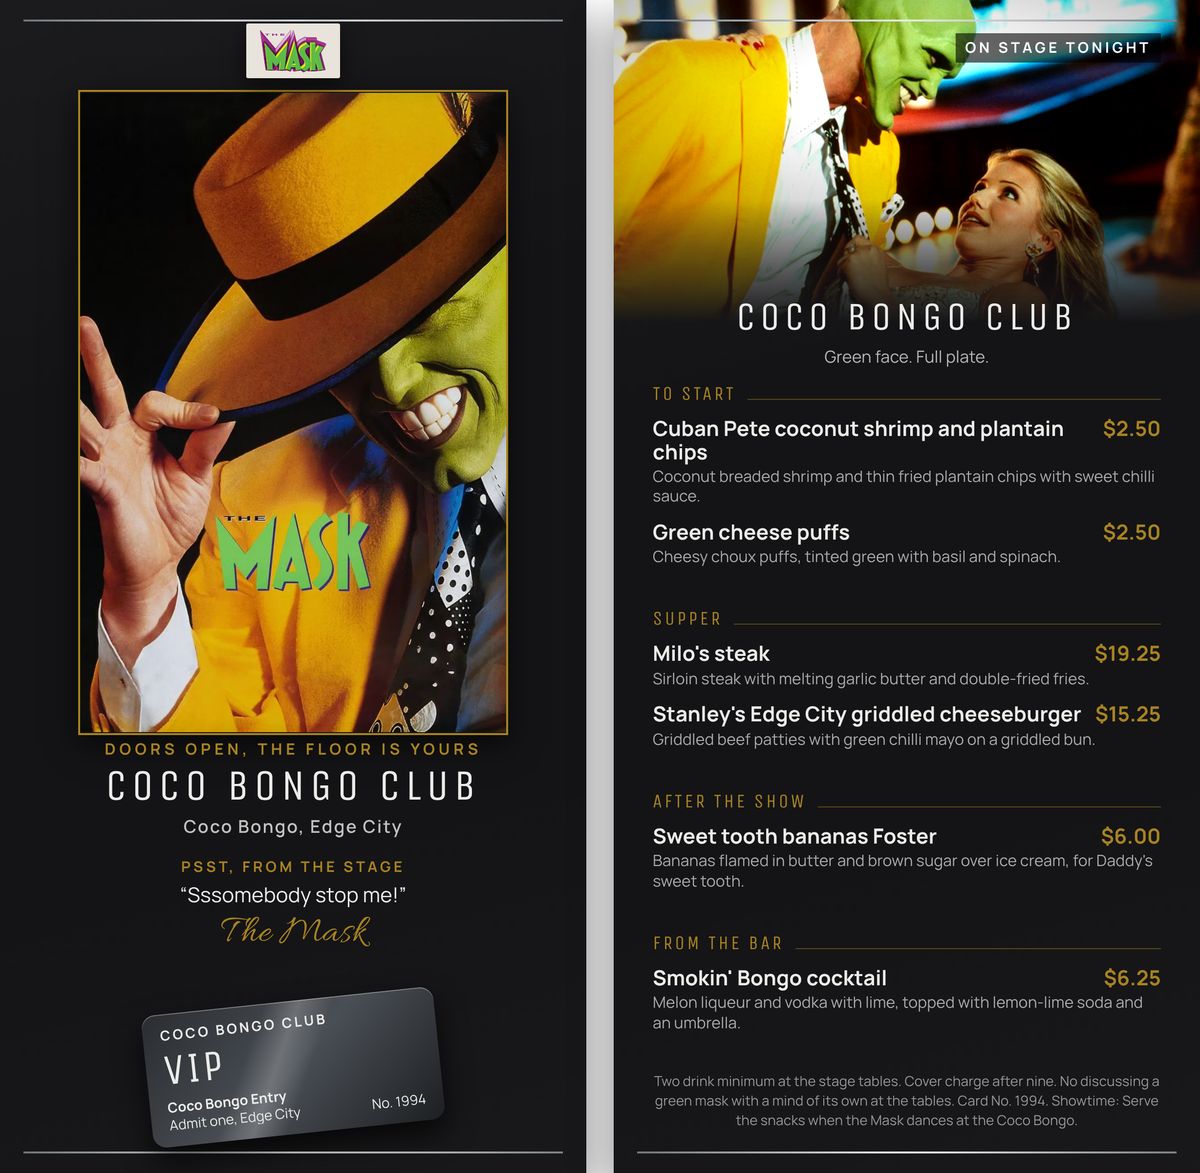 THE
MASK
THE
MASK
DOORS OPEN, THE FLOOR IS YOURS
COCO BONGO CLUB
Coco Bongo, Edge City
PSST, FROM THE STAGE
“Sssomebody stop me!”
The Mask
COCO BONGO CLUB
VIP
Coco Bongo Entry
Admit one, Edge City
No. 1994
ON STAGE TONIGHT
COCO BONGO CLUB
Green face. Full plate.
TO START
Cuban Pete coconut shrimp and plantain $2.50
chips
Coconut breaded shrimp and thin fried plantain chips with sweet chilli
sauce.
Green cheese puffs $2.50
Cheesy choux puffs, tinted green with basil and spinach.
SUPPER
Milo's steak $19.25
Sirloin steak with melting garlic butter and double-fried fries.
Stanley's Edge City griddled cheeseburger $15.25
Griddled beef patties with green chilli mayo on a griddled bun.
AFTER THE SHOW
Sweet tooth bananas Foster $6.00
Bananas flamed in butter and brown sugar over ice cream, for Daddy's
sweet tooth.
FROM THE BAR
Smokin' Bongo cocktail $6.25
Melon liqueur and vodka with lime, topped with lemon-lime soda and
an umbrella.
Two drink minimum at the stage tables. Cover charge after nine. No discussing a
green mask with a mind of its own at the tables. Card No. 1994. Showtime: Serve
the snacks when the Mask dances at the Coco Bongo.